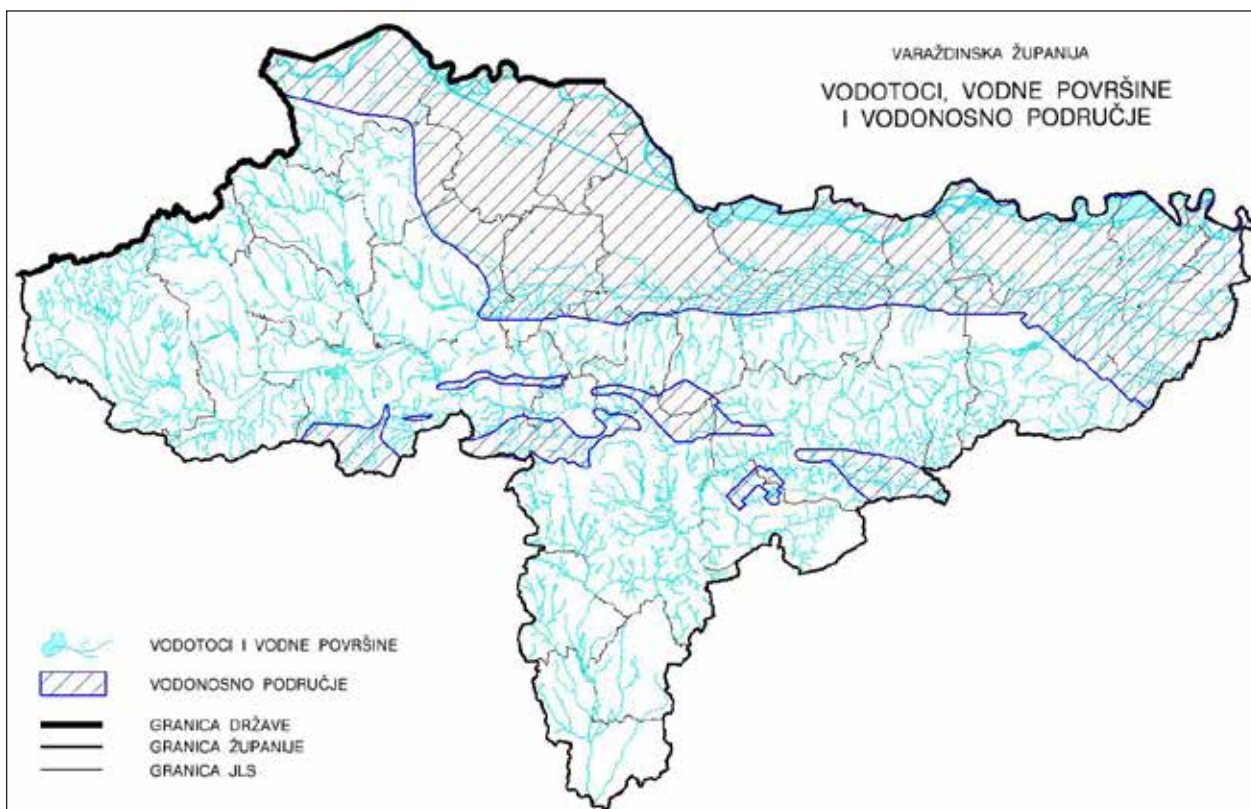 VARAŽDINSKA ŽUPANIJA
VODOTOCI, VODNE POVRŠINE
I VODONOSNO PODRUČJE
VODOTOCI I VODNE POVRŠINE
VODONOSNO PODRUČJE
GRANICA DRŽAVE
GRANICA ŽUPANIJE
GRANICA JLS